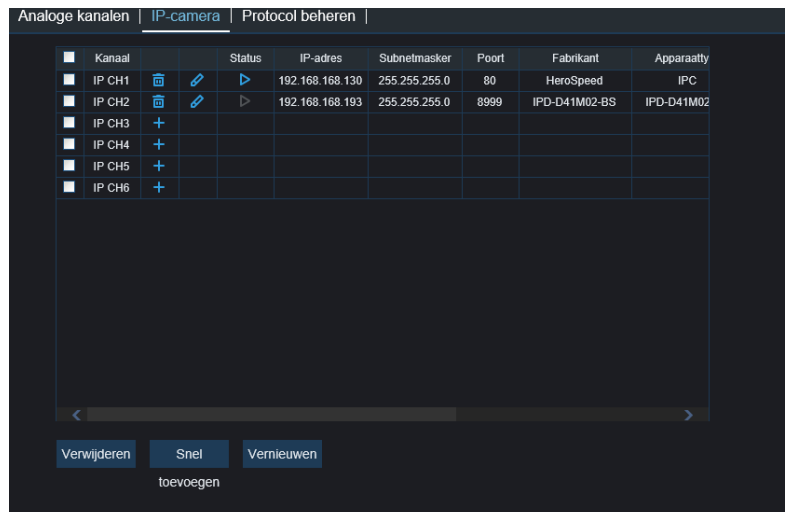 Analoge kanalen | IP-camera | Protocol beheren |
Kanaal Status IP-adres Subnetmasker Poort Fabrikant Apparaatty
IP CH1 192.168.168.130 255.255.255.0 80 HeroSpeed IPC
IP CH2 192.168.168.193 255.255.255.0 8999 IPD-D41M02-BS IPD-D41M02
IP CH3
IP CH4
IP CH5
IP CH6
Verwijderen Snel Vernieuwen
toevoegen